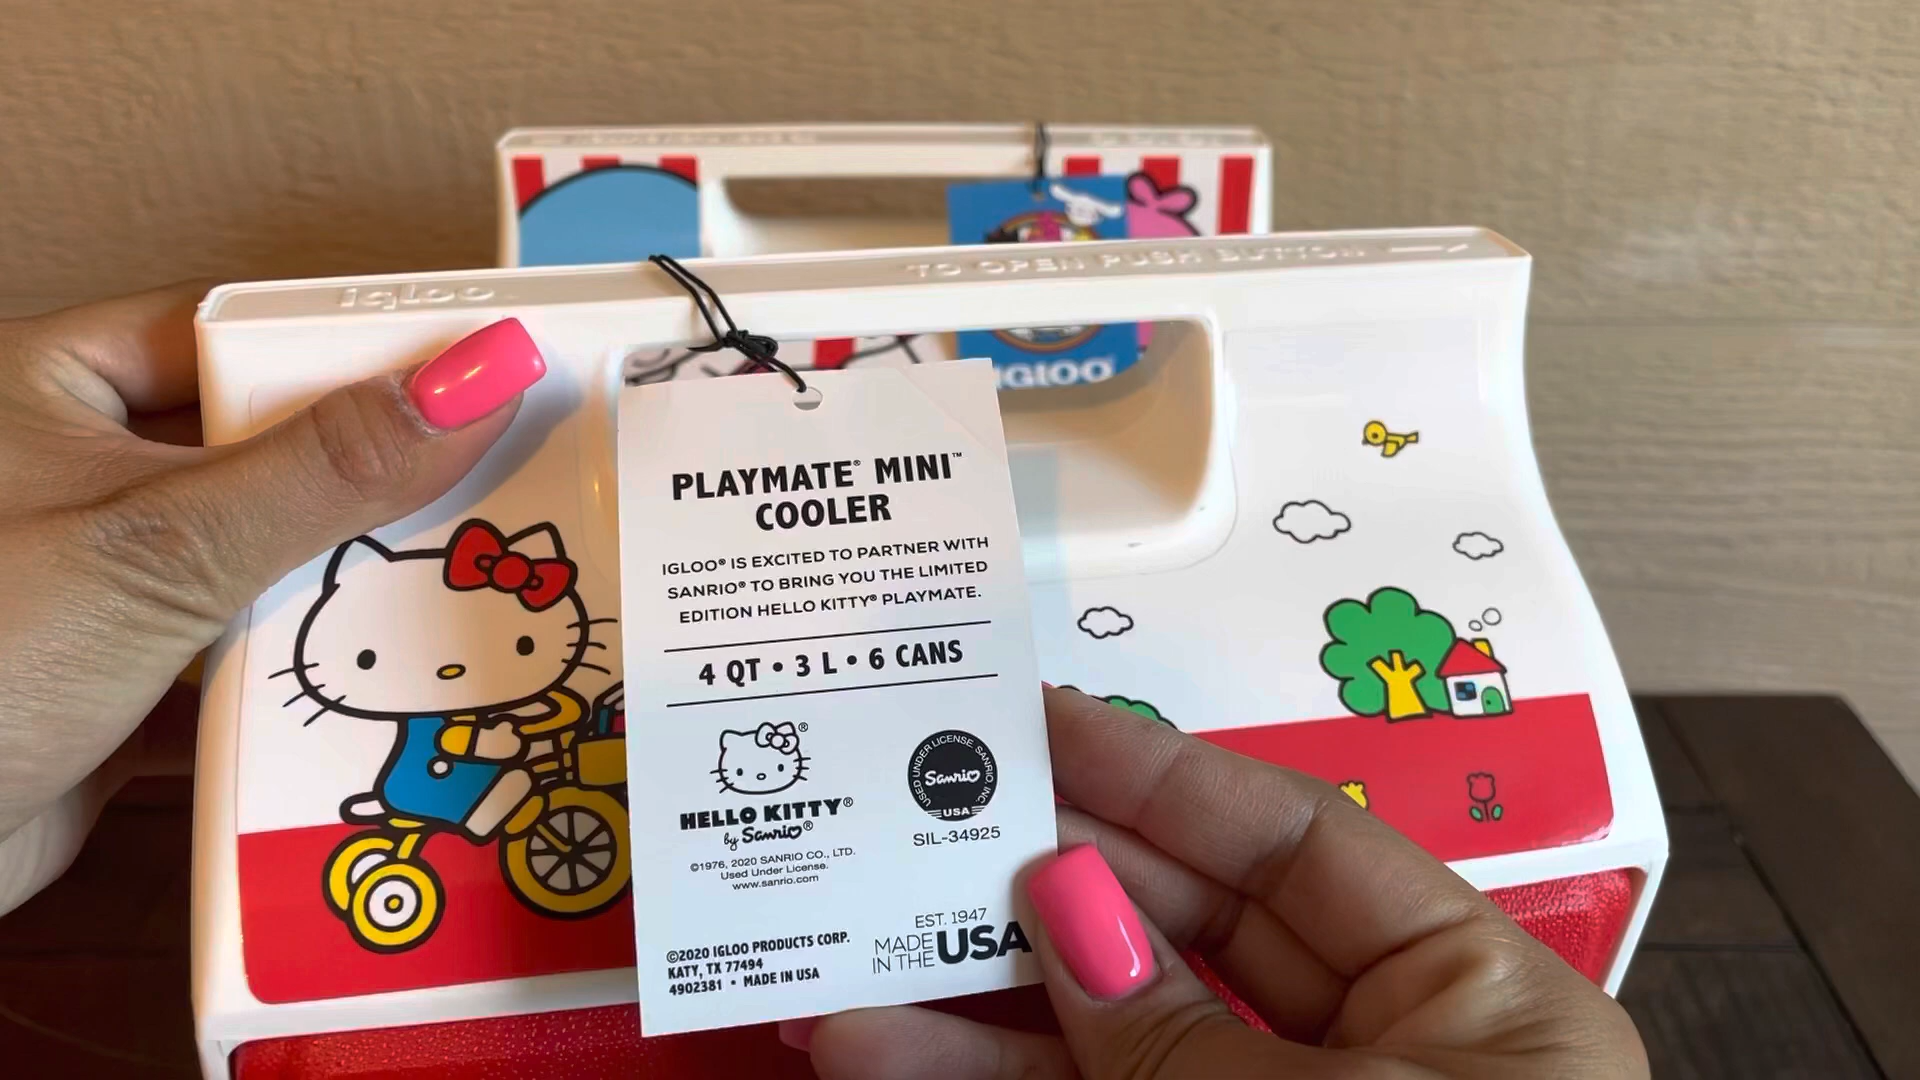 igloo
TO OPEN PUSH BUTTON
IGLOO
PLAYMATE® MINI™
COOLER
IGLOO® IS EXCITED TO PARTNER WITH
SANRIO® TO BRING YOU THE LIMITED
EDITION HELLO KITTY® PLAYMATE.
4 QT • 3 L • 6 CANS
HELLO KITTY®
by Sanrio®
©1976, 2020 SANRIO CO., LTD.
Used Under License.
www.sanrio.com
USED UNDER LICENSE, SANRIO, INC.
Sanrio
USA
SIL-34925
©2020 IGLOO PRODUCTS CORP.
KATY, TX 77494
4902381 • MADE IN USA
EST. 1947
MADE
IN THE USA